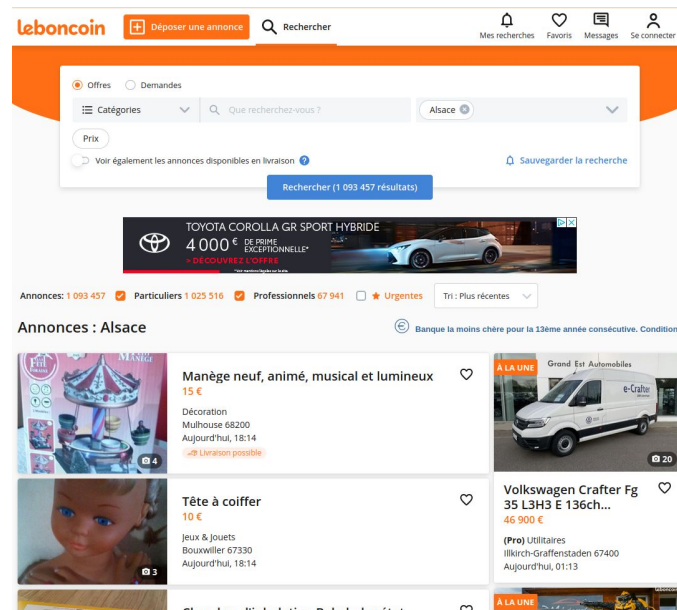 leboncoin
Déposer une annonce
Rechercher
Mes recherches
Favoris
Messages
Se connecter
Offres
Demandes
Catégories
Que recherchez-vous ?
Alsace
Prix
Voir également les annonces disponibles en livraison ?
Sauvegarder la recherche
Rechercher (1 093 457 résultats)
TOYOTA COROLLA GR SPORT HYBRIDE
4 000 € DE PRIME
EXCEPTIONNELLE*
> DÉCOUVREZ L'OFFRE
Annonces: 1 093 457
Particuliers 1 025 516
Professionnels 67 941
Urgentes
Tri : Plus récentes
Annonces : Alsace
Banque la moins chère pour la 13ème année consécutive. Condition
MANÈGE
4
Manège neuf, animé, musical et lumineux
15 €
Décoration
Mulhouse 68200
Aujourd'hui, 18:14
Livraison possible
3
Tête à coiffer
10 €
Jeux & Jouets
Bouxwiller 67330
Aujourd'hui, 18:14
À LA UNE
Grand Est Automobiles
e-Crafter
20
Volkswagen Crafter Fg
35 L3H3 E 136ch...
46 900 €
(Pro) Utilitaires
Illkirch-Graffenstaden 67400
Aujourd'hui, 01:13
À LA UNE
leboncoin